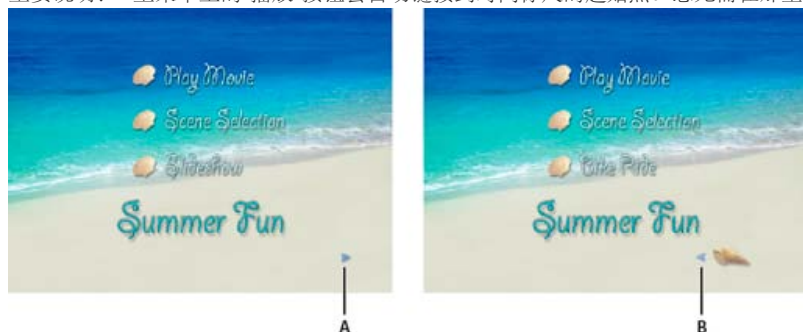 Play Movie
Scene Selection
Slideshow
Summer Fun
A
Play Movie
Scene Selection
Bike Ride
Summer Fun
B